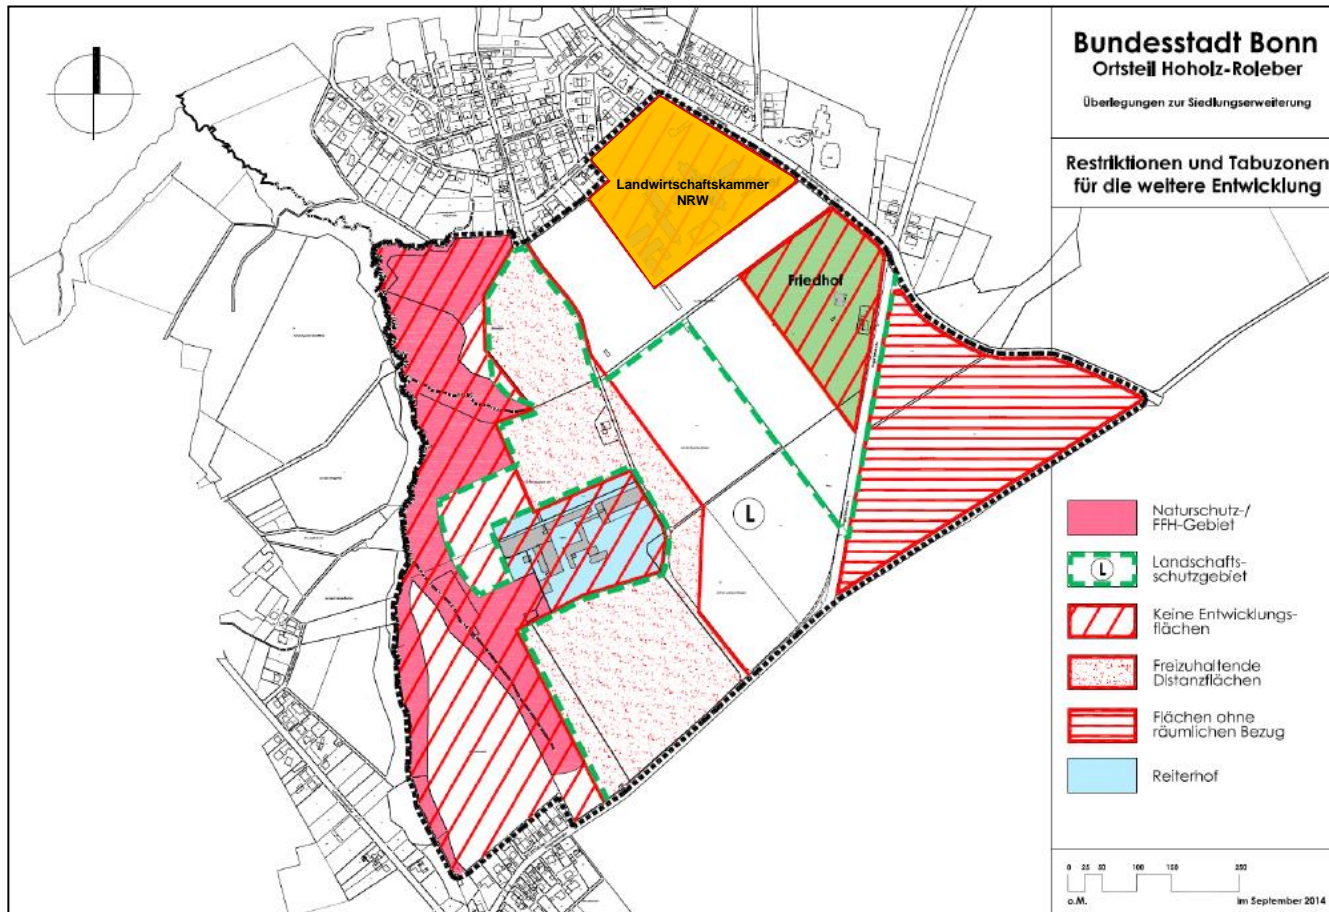 Bundesstadt Bonn
Ortsteil Hoholz-Roleber
Überlegungen zur Siedlungserweiterung
Restriktionen und Tabuzonen
für die weitere Entwicklung
Landwirtschaftskammer
NRW
Friedhof
L
Naturschutz-/
FFH-Gebiet
L
Landschafts-
schutzgebiet
Keine Entwicklungs-
flächen
Freizuhaltende
Distanzflächen
Flächen ohne
räumlichen Bezug
Reiterhof
0 25 50 100 150 250
o.M.
im September 2014